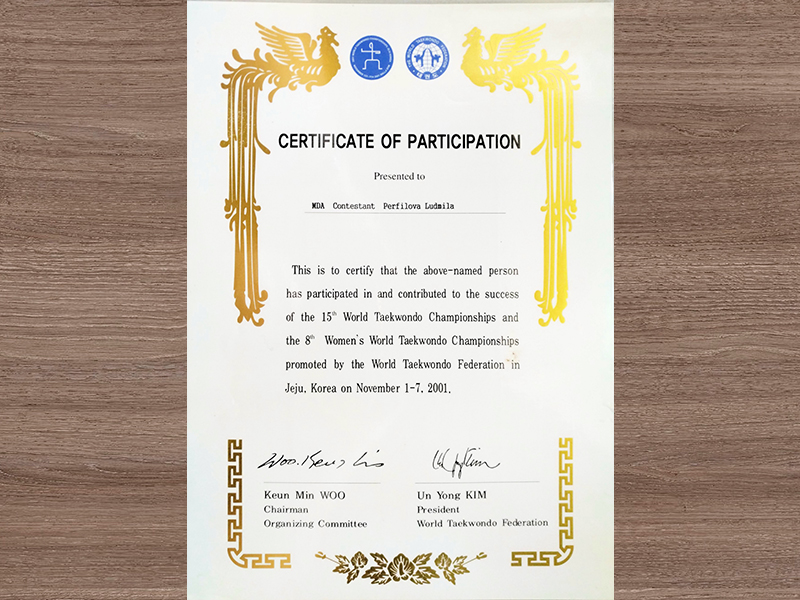 CERTIFICATE OF PARTICIPATION
Presented to
MDA Contestant Perfilova Ludmila
This is to certify that the above-named person
has participated in and contributed to the success
of the 15th World Taekwondo Championships and
the 8th Women's World Taekwondo Championships
promoted by the World Taekwondo Federation in
Jeju, Korea on November 1-7, 2001.
Keun Min WOO
Chairman
Organizing Committee
Un Yong KIM
President
World Taekwondo Federation